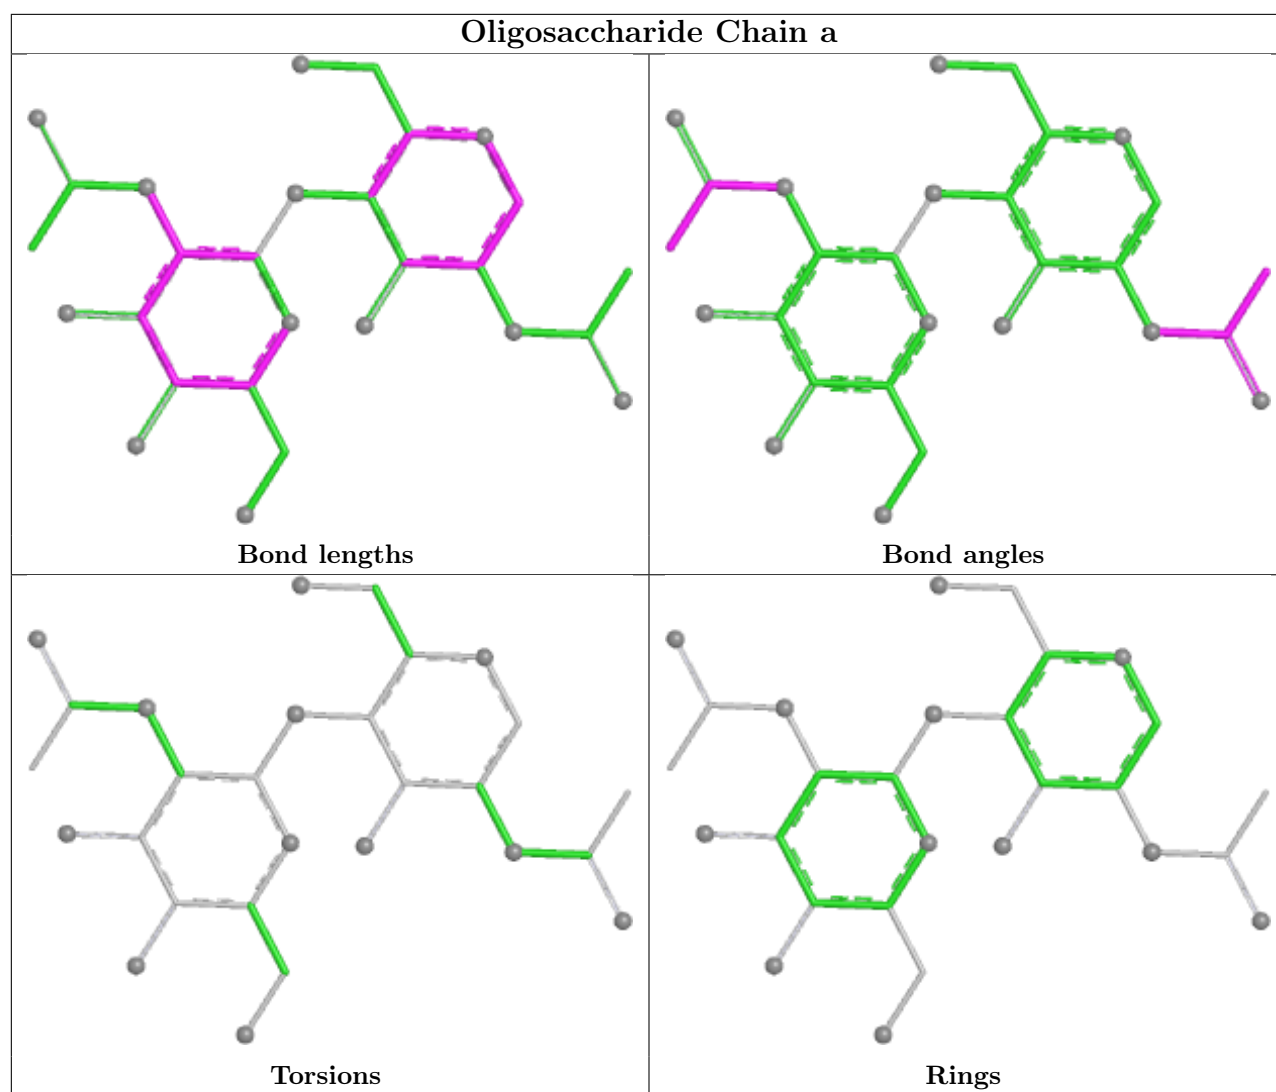 Oligosaccharide Chain a
Bond lengths
Bond angles
Torsions
Rings